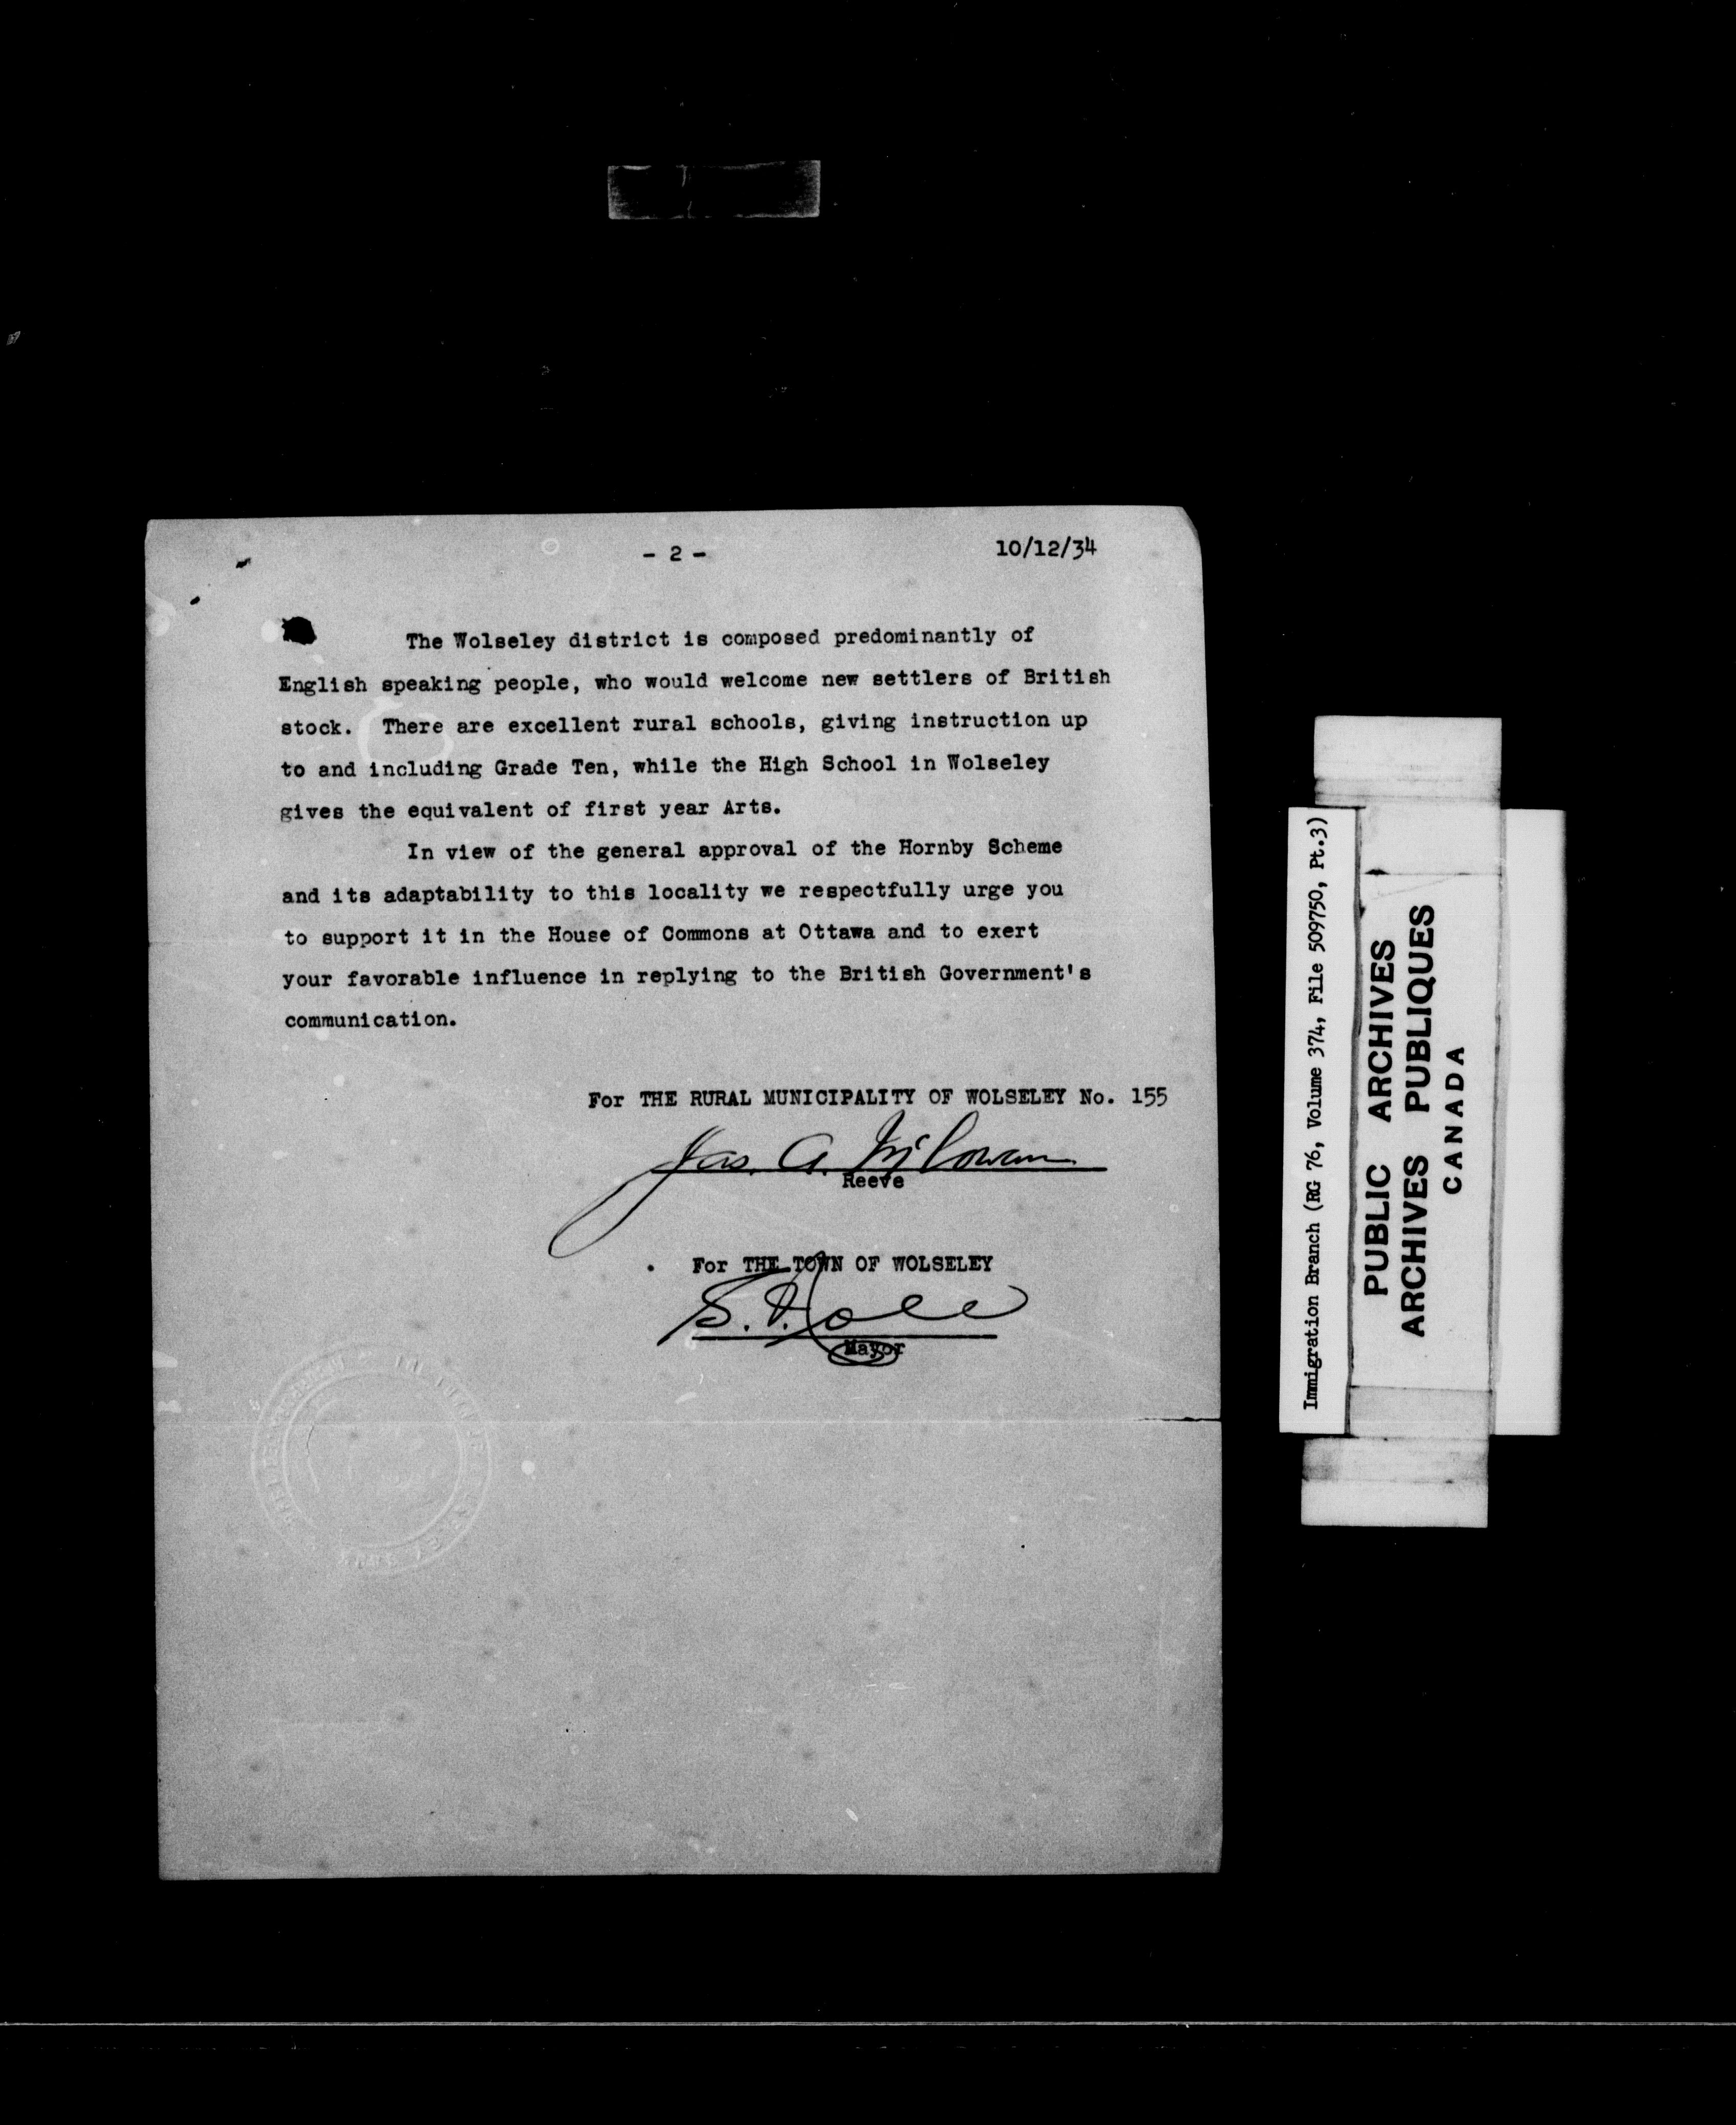 - 2 -
10/12/34
The Wolseley district is composed predominantly of
English speaking people, who would welcome new settlers of British
stock. There are excellent rural schools, giving instruction up
to and including Grade Ten, while the High School in Wolseley
gives the equivalent of first year Arts.
In view of the general approval of the Hornby Scheme
and its adaptability to this locality we respectfully urge you
to support it in the House of Commons at Ottawa and to exert
your favorable influence in replying to the British Government's
communication.
For THE RURAL MUNICIPALITY OF WOLSELEY No. 155
Jas. A.
Reeve
For THE TOWN OF WOLSELEY
Mayor
Immigration Branch (RG 76, Volume 374, File 509750, Pt.3)
PUBLIC ARCHIVES
ARCHIVES PUBLIQUES
CANADA